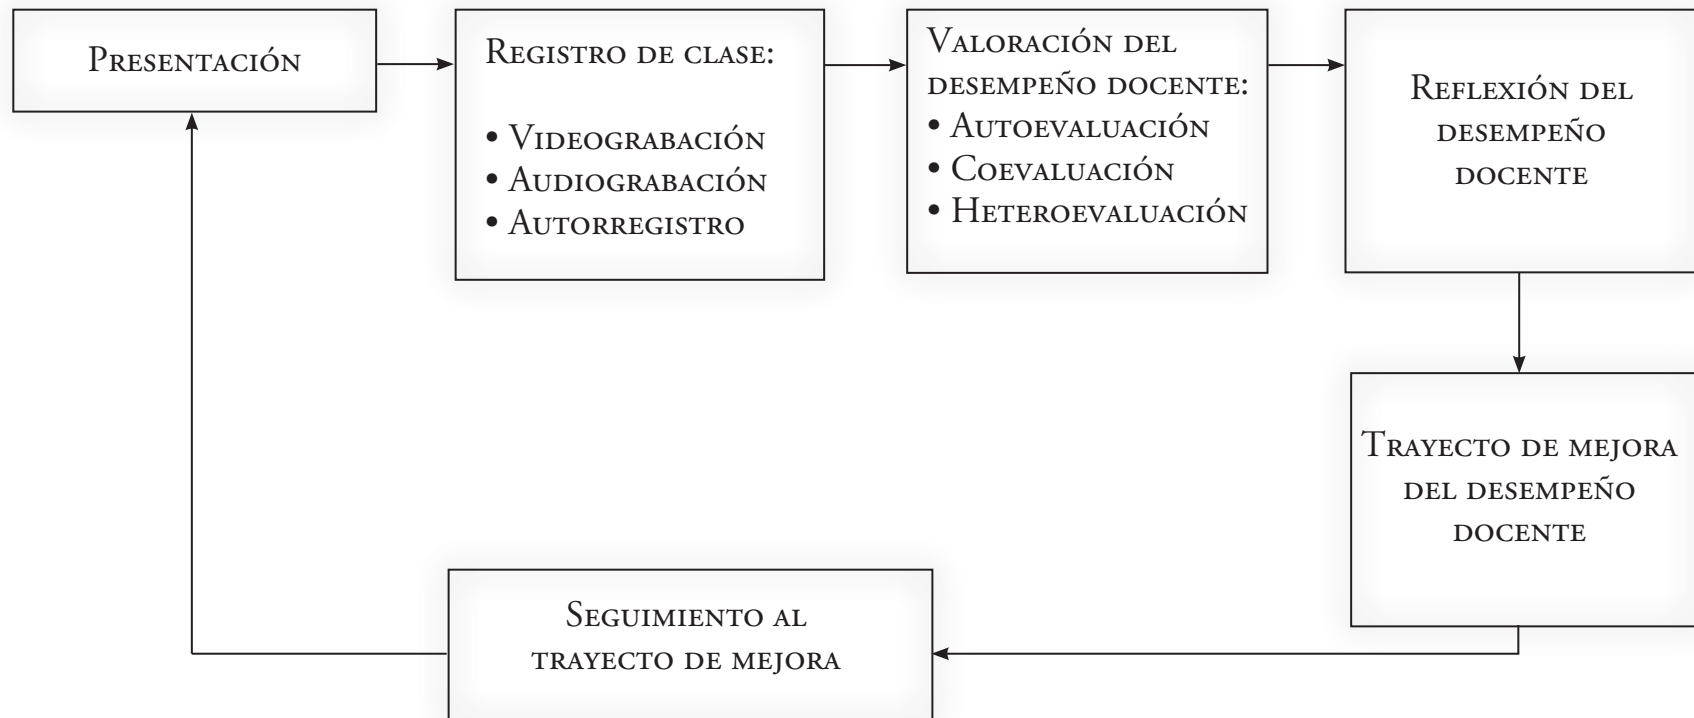 Presentación
Registro de clase:
• Videograbación
• Audiograbación
• Autorregistro
Valoración del
desempeño docente:
• Autoevaluación
• Coevaluación
• Heteroevaluación
Reflexión del
desempeño
docente
Trayecto de mejora
del desempeño
docente
Seguimiento al
trayecto de mejora